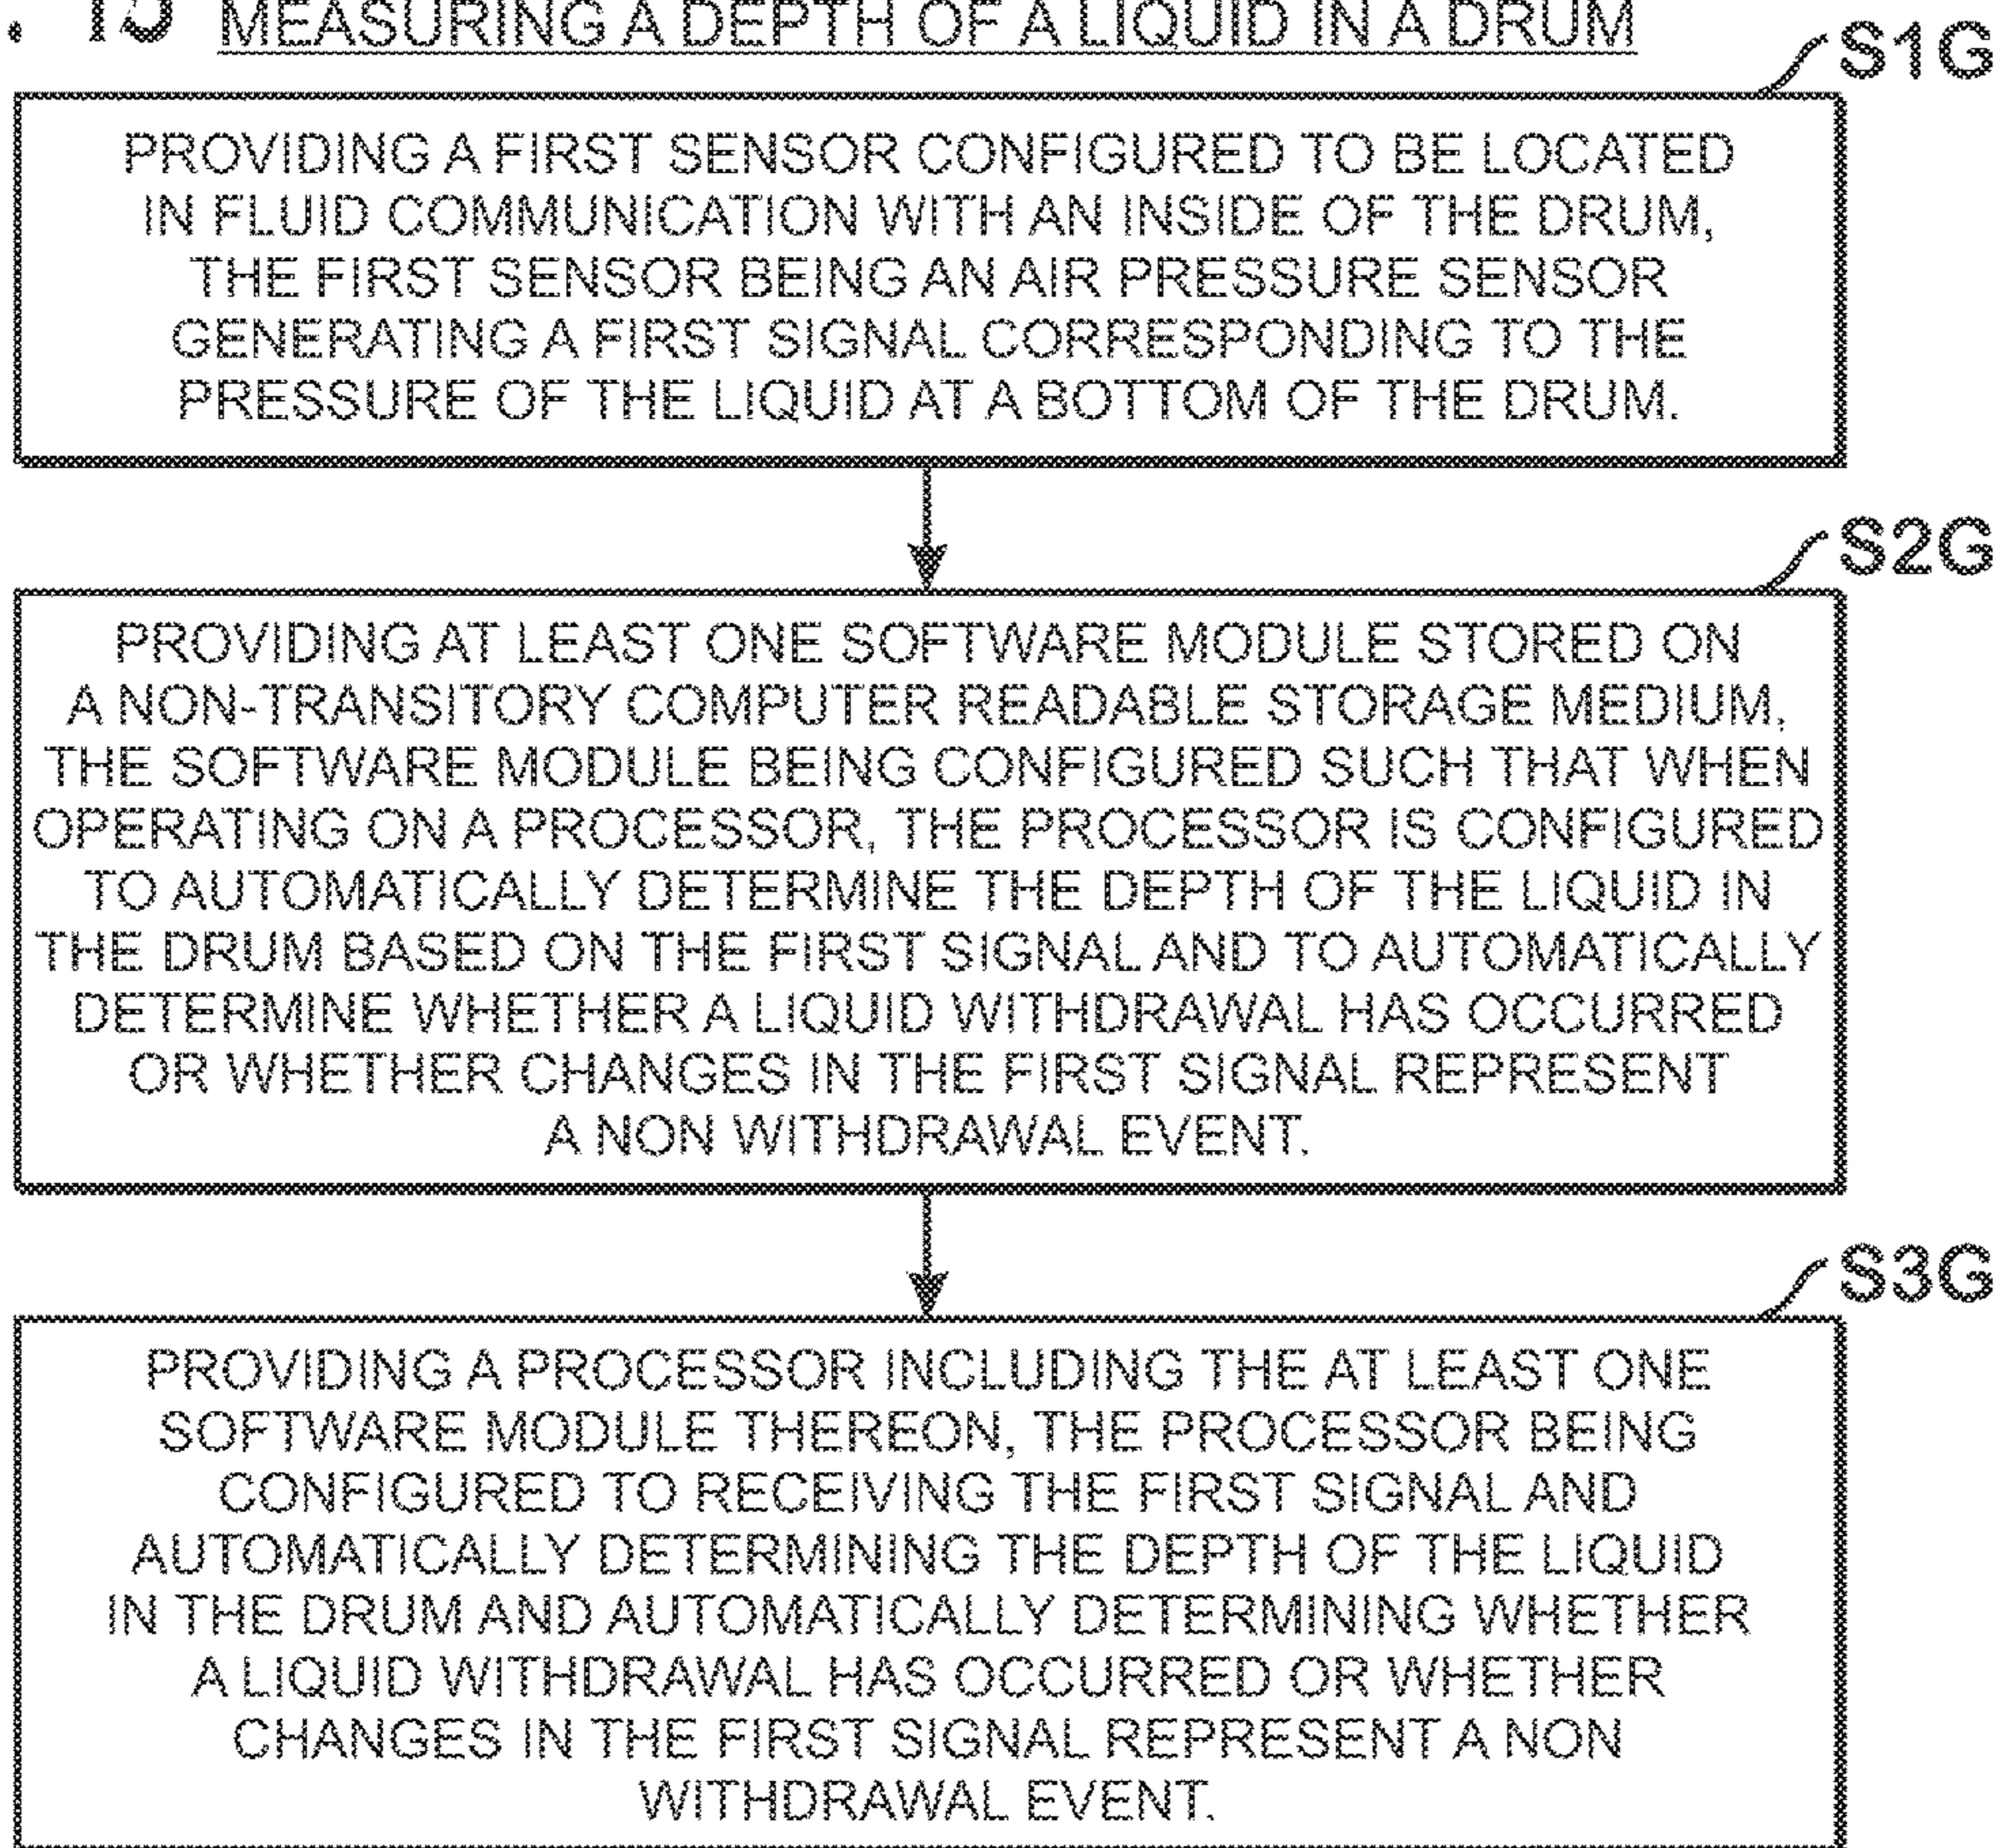 MEASURING A DEPTH OF A LIQUID IN A DRUM
S1G
PROVIDING A FIRST SENSOR CONFIGURED TO BE LOCATED
IN FLUID COMMUNICATION WITH AN INSIDE OF THE DRUM,
THE FIRST SENSOR BEING AN AIR PRESSURE SENSOR
GENERATING A FIRST SIGNAL CORRESPONDING TO THE
PRESSURE OF THE LIQUID AT A BOTTOM OF THE DRUM.
S2G
PROVIDING AT LEAST ONE SOFTWARE MODULE STORED ON
A NON-TRANSITORY COMPUTER READABLE STORAGE MEDIUM,
THE SOFTWARE MODULE BEING CONFIGURED SUCH THAT WHEN
OPERATING ON A PROCESSOR, THE PROCESSOR IS CONFIGURED
TO AUTOMATICALLY DETERMINE THE DEPTH OF THE LIQUID IN
THE DRUM BASED ON THE FIRST SIGNAL AND TO AUTOMATICALLY
DETERMINE WHETHER A LIQUID WITHDRAWAL HAS OCCURRED
OR WHETHER CHANGES IN THE FIRST SIGNAL REPRESENT
A NON WITHDRAWAL EVENT.
S3G
PROVIDING A PROCESSOR INCLUDING THE AT LEAST ONE
SOFTWARE MODULE THEREON, THE PROCESSOR BEING
CONFIGURED TO RECEIVING THE FIRST SIGNAL AND
AUTOMATICALLY DETERMINING THE DEPTH OF THE LIQUID
IN THE DRUM AND AUTOMATICALLY DETERMINING WHETHER
A LIQUID WITHDRAWAL HAS OCCURRED OR WHETHER
CHANGES IN THE FIRST SIGNAL REPRESENT A NON
WITHDRAWAL EVENT.